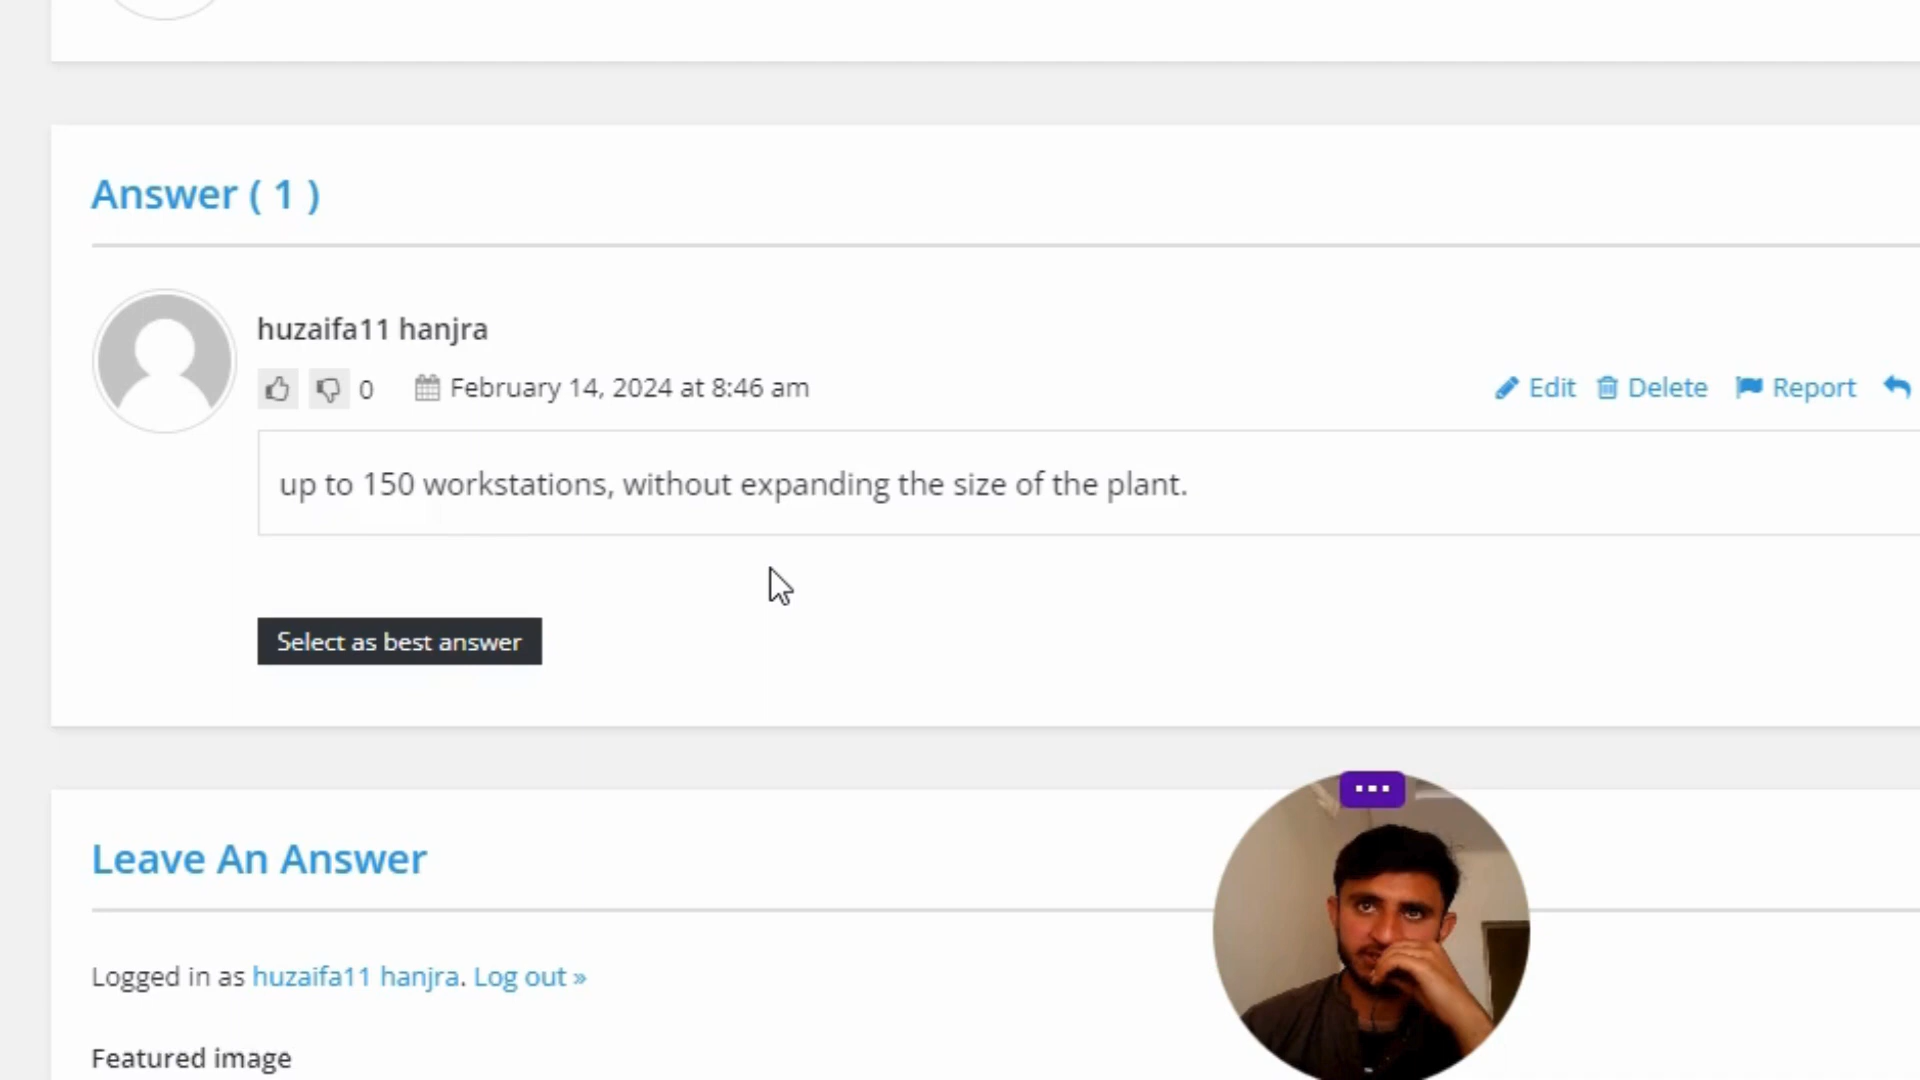 Answer ( 1 )
huzaifa11 hanjra
0 February 14, 2024 at 8:46 am Edit Delete Report
up to 150 workstations, without expanding the size of the plant.
Select as best answer
Leave An Answer
Logged in as huzaifa11 hanjra. Log out »
Featured image